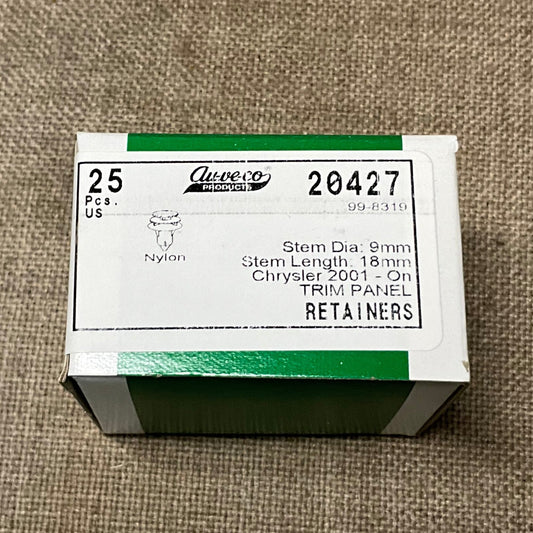 25
Pcs.
US
Au-ve-co
PRODUCTS
20427
99-8319
Nylon
Stem Dia: 9mm
Stem Length: 18mm
Chrysler 2001 - On
TRIM PANEL
RETAINERS